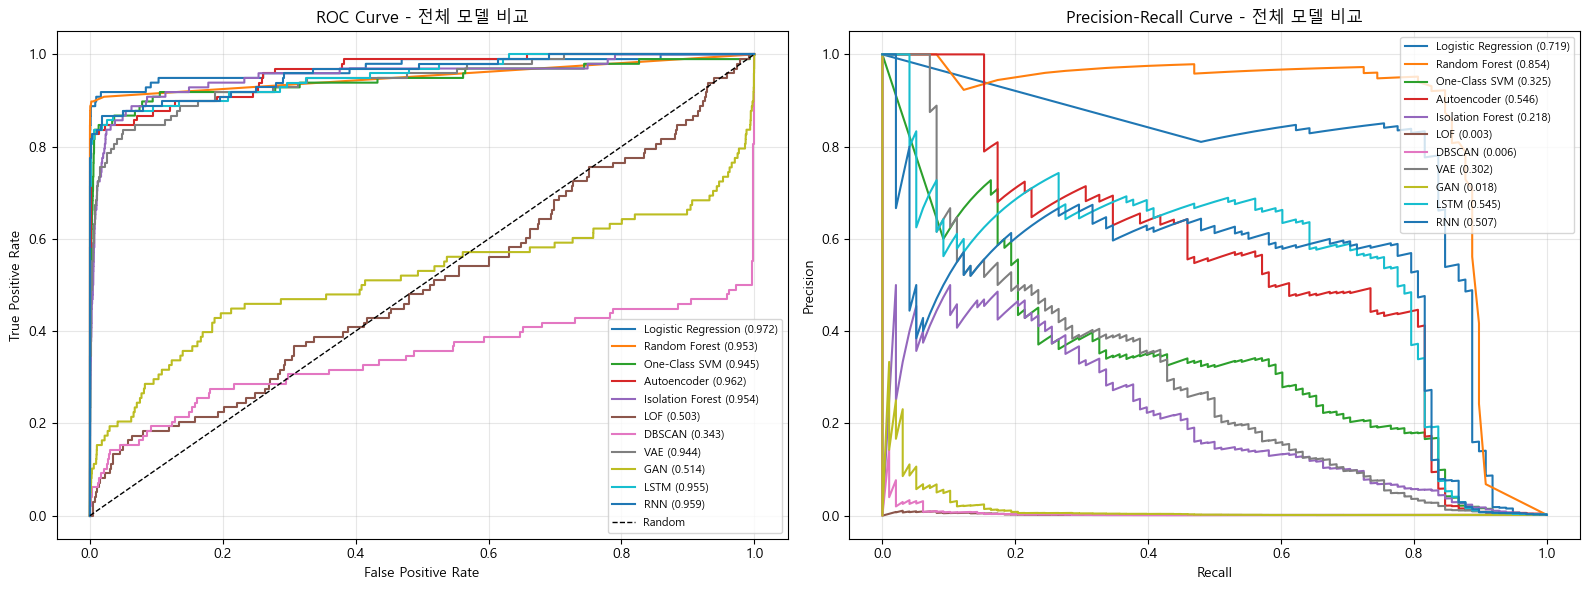 ROC Curve - 전체 모델 비교
True Positive Rate
1.0
0.8
0.6
0.4
0.2
0.0
0.0 0.2 0.4 0.6 0.8 1.0
False Positive Rate
Logistic Regression (0.972)
Random Forest (0.953)
One-Class SVM (0.945)
Autoencoder (0.962)
Isolation Forest (0.954)
LOF (0.503)
DBSCAN (0.343)
VAE (0.944)
GAN (0.514)
LSTM (0.955)
RNN (0.959)
Random
Precision-Recall Curve - 전체 모델 비교
Precision
1.0
0.8
0.6
0.4
0.2
0.0
0.0 0.2 0.4 0.6 0.8 1.0
Recall
Logistic Regression (0.719)
Random Forest (0.854)
One-Class SVM (0.325)
Autoencoder (0.546)
Isolation Forest (0.218)
LOF (0.003)
DBSCAN (0.006)
VAE (0.302)
GAN (0.018)
LSTM (0.545)
RNN (0.507)